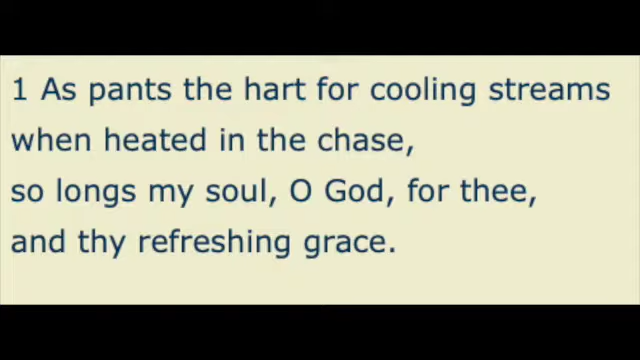 1 As pants the hart for cooling streams
when heated in the chase,
so longs my soul, O God, for thee,
and thy refreshing grace.